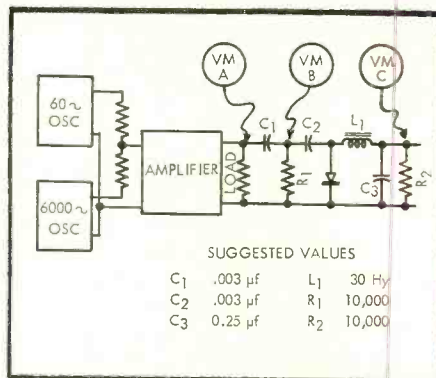 60~
OSC
6000~
OSC
AMPLIFIER
LOAD
VM
A
VM
B
VM
C
C1
C2
L1
R1
C3
R2
SUGGESTED VALUES
C1 .003 μf L1 30 Hy
C2 .003 μf R1 10,000
C3 0.25 μf R2 10,000